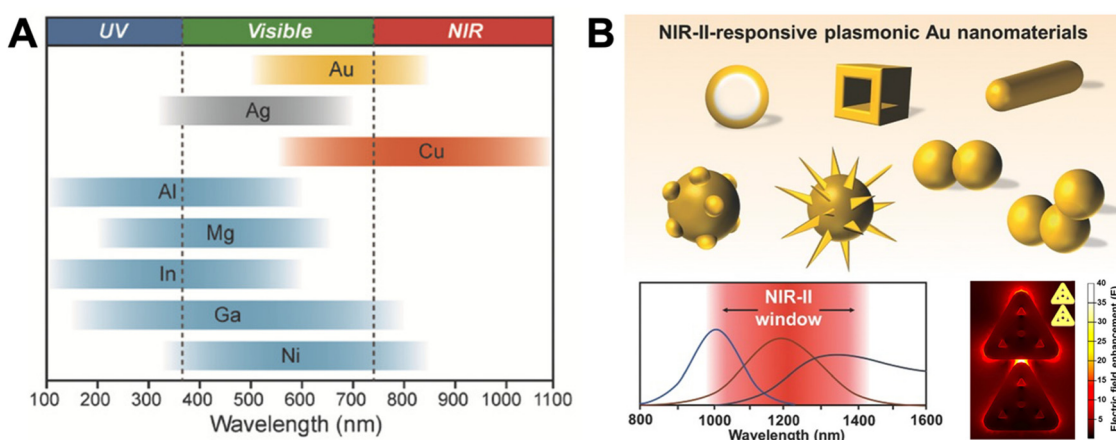 A
UV Visible NIR
Au
Ag
Cu
Al
Mg
In
Ga
Ni
100 200 300 400 500 600 700 800 900 1000 1100
Wavelength (nm)
B
NIR-II-responsive plasmonic Au nanomaterials
NIR-II
window
800 1000 1200 1400 1600
Wavelength (nm)
40
35
30
25
20
15
10
5
0
Electric field enhancement (E)